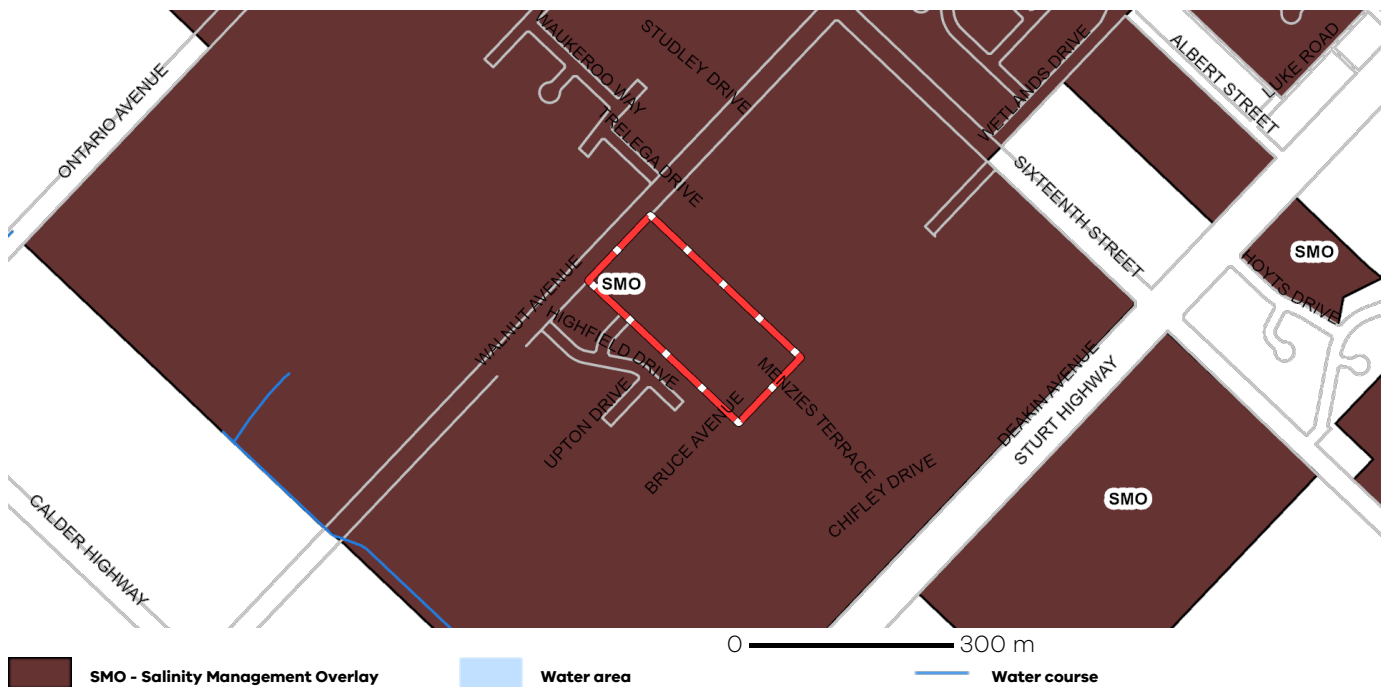 WAUKEROO WAY
STUDLEY DRIVE
WETLANDS DRIVE
ALBERT STREET
LUKE ROAD
ONTARIO AVENUE
TRELEGA DRIVE
SIXTEENTH STREET
SMO
HOYTS DRIVE
SMO
WALNUT AVENUE
HIGHFIELD DRIVE
MENZIES TERRACE
DEAKIN AVENUE
STURT HIGHWAY
UPTON DRIVE
BRUCE AVENUE
CHIFLEY DRIVE
SMO
CALDER HIGHWAY
0 300 m
SMO - Salinity Management Overlay
Water area
Water course